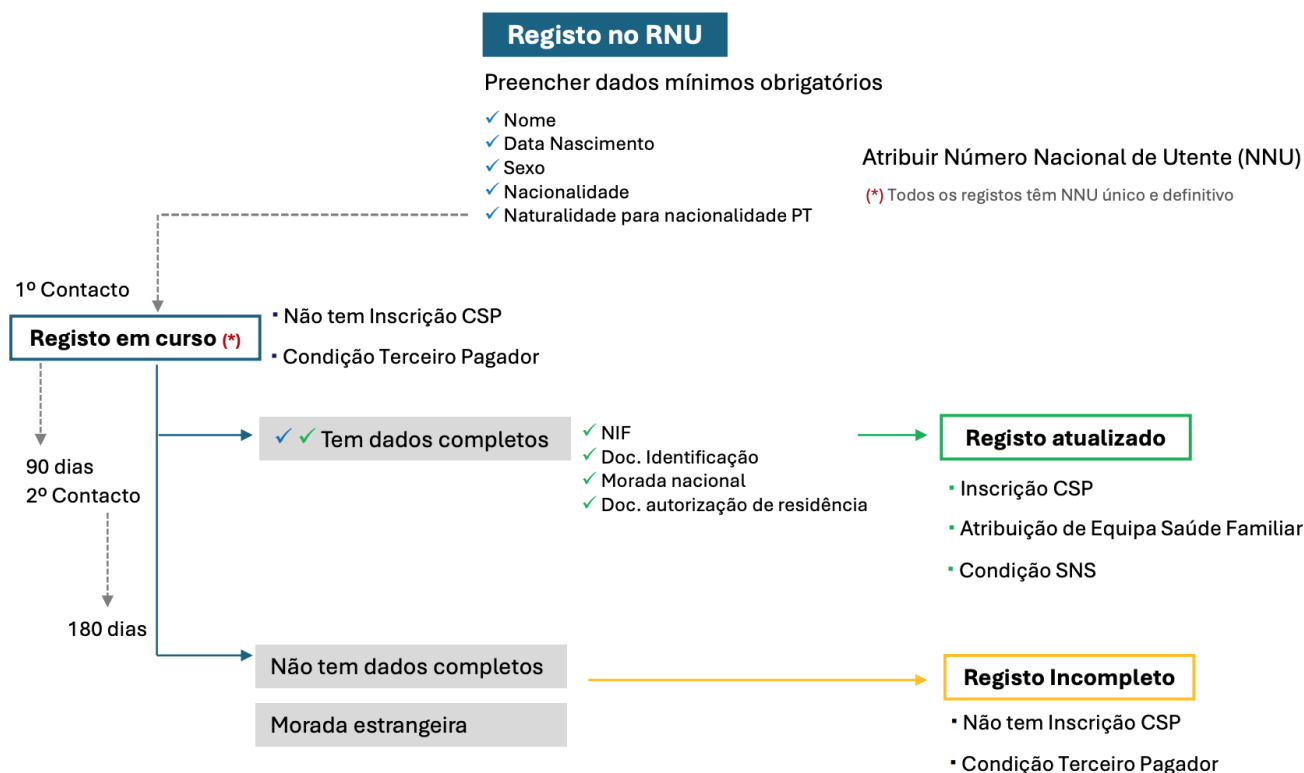 Registo no RNU
Preencher dados mínimos obrigatórios
✓ Nome
✓ Data Nascimento
✓ Sexo
✓ Nacionalidade
✓ Naturalidade para nacionalidade PT
Atribuir Número Nacional de Utente (NNU)
(*) Todos os registos têm NNU único e definitivo
1º Contacto
Registo em curso (*)
▪ Não tem Inscrição CSP
▪ Condição Terceiro Pagador
90 dias
2º Contacto
180 dias
✓ ✓ Tem dados completos
✓ NIF
✓ Doc. Identificação
✓ Morada nacional
✓ Doc. autorização de residência
Registo atualizado
▪ Inscrição CSP
▪ Atribuição de Equipa Saúde Familiar
▪ Condição SNS
Não tem dados completos
Morada estrangeira
Registo Incompleto
▪ Não tem Inscrição CSP
▪ Condição Terceiro Pagador